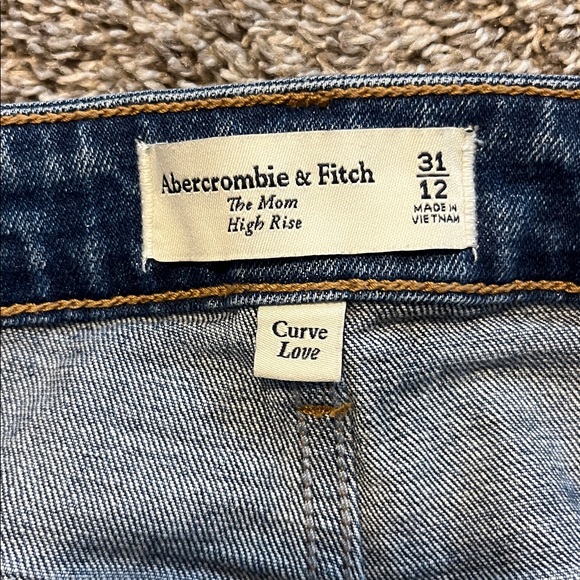 Abercrombie & Fitch
The Mom
High Rise
31
12
MADE IN
VIETNAM
Curve
Love